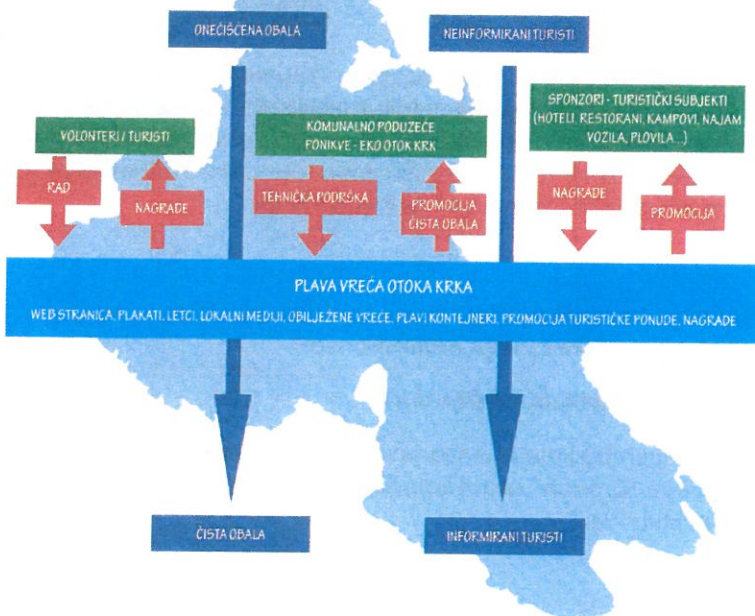 ONEČIŠĆENA OBALA
NEINFORMIRANI TURISTI
VOLONTERI / TURISTI
KOMUNALNO PODUZEĆE
PONIKVE - EKO OTOK KRK
SPONZORI - TURISTIČKI SUBJEKTI
(HOTELI, RESTORANI, KAMPOVI, NAJAM
VOZILA, PLOVILA...)
RAD
NAGRADE
TEHNIČKA PODRŠKA
PROMOCIJA
ČISTA OBALA
NAGRADE
PROMOCIJA
PLAVA VREĆA OTOKA KRKA
WEB STRANICA, PLAKATI, LETCI, LOKALNI MEDIJI, OBILJEŽENE VREĆE, PLAVI KONTEJNERI, PROMOCIJA TURISTIČKE PONUDE, NAGRADE
ČISTA OBALA
INFORMIRANI TURISTI